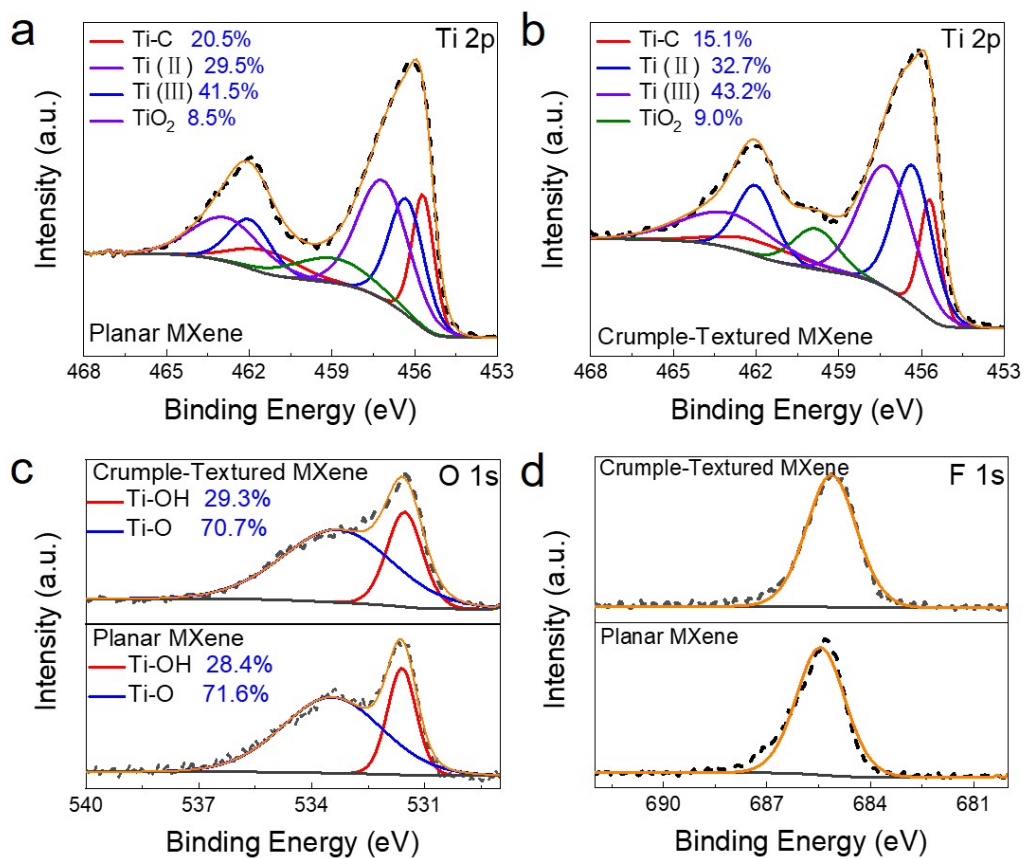 a
Ti 2p
Ti-C 20.5%
Ti (Ⅱ) 29.5%
Ti (III) 41.5%
TiO2 8.5%
Planar MXene
Intensity (a.u.)
468 465 462 459 456 453
Binding Energy (eV)
b
Ti 2p
Ti-C 15.1%
Ti (Ⅱ) 32.7%
Ti (III) 43.2%
TiO2 9.0%
Crumple-Textured MXene
Intensity (a.u.)
468 465 462 459 456 453
Binding Energy (eV)
c
Crumple-Textured MXene
O 1s
Ti-OH 29.3%
Ti-O 70.7%
Planar MXene
Ti-OH 28.4%
Ti-O 71.6%
Intensity (a.u.)
540 537 534 531
Binding Energy (eV)
d
Crumple-Textured MXene
F 1s
Planar MXene
Intensity (a.u.)
690 687 684 681
Binding Energy (eV)